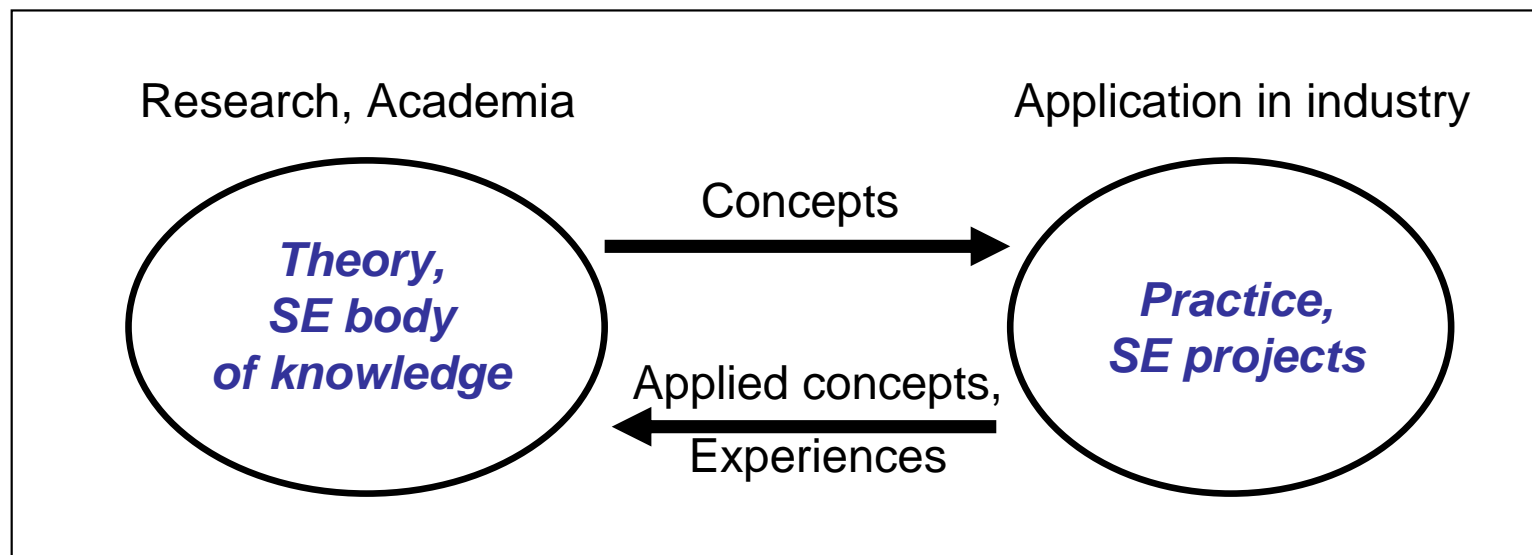 Research, Academia
Application in industry
Concepts
Theory,
SE body
of knowledge
Practice,
SE projects
Applied concepts,
Experiences